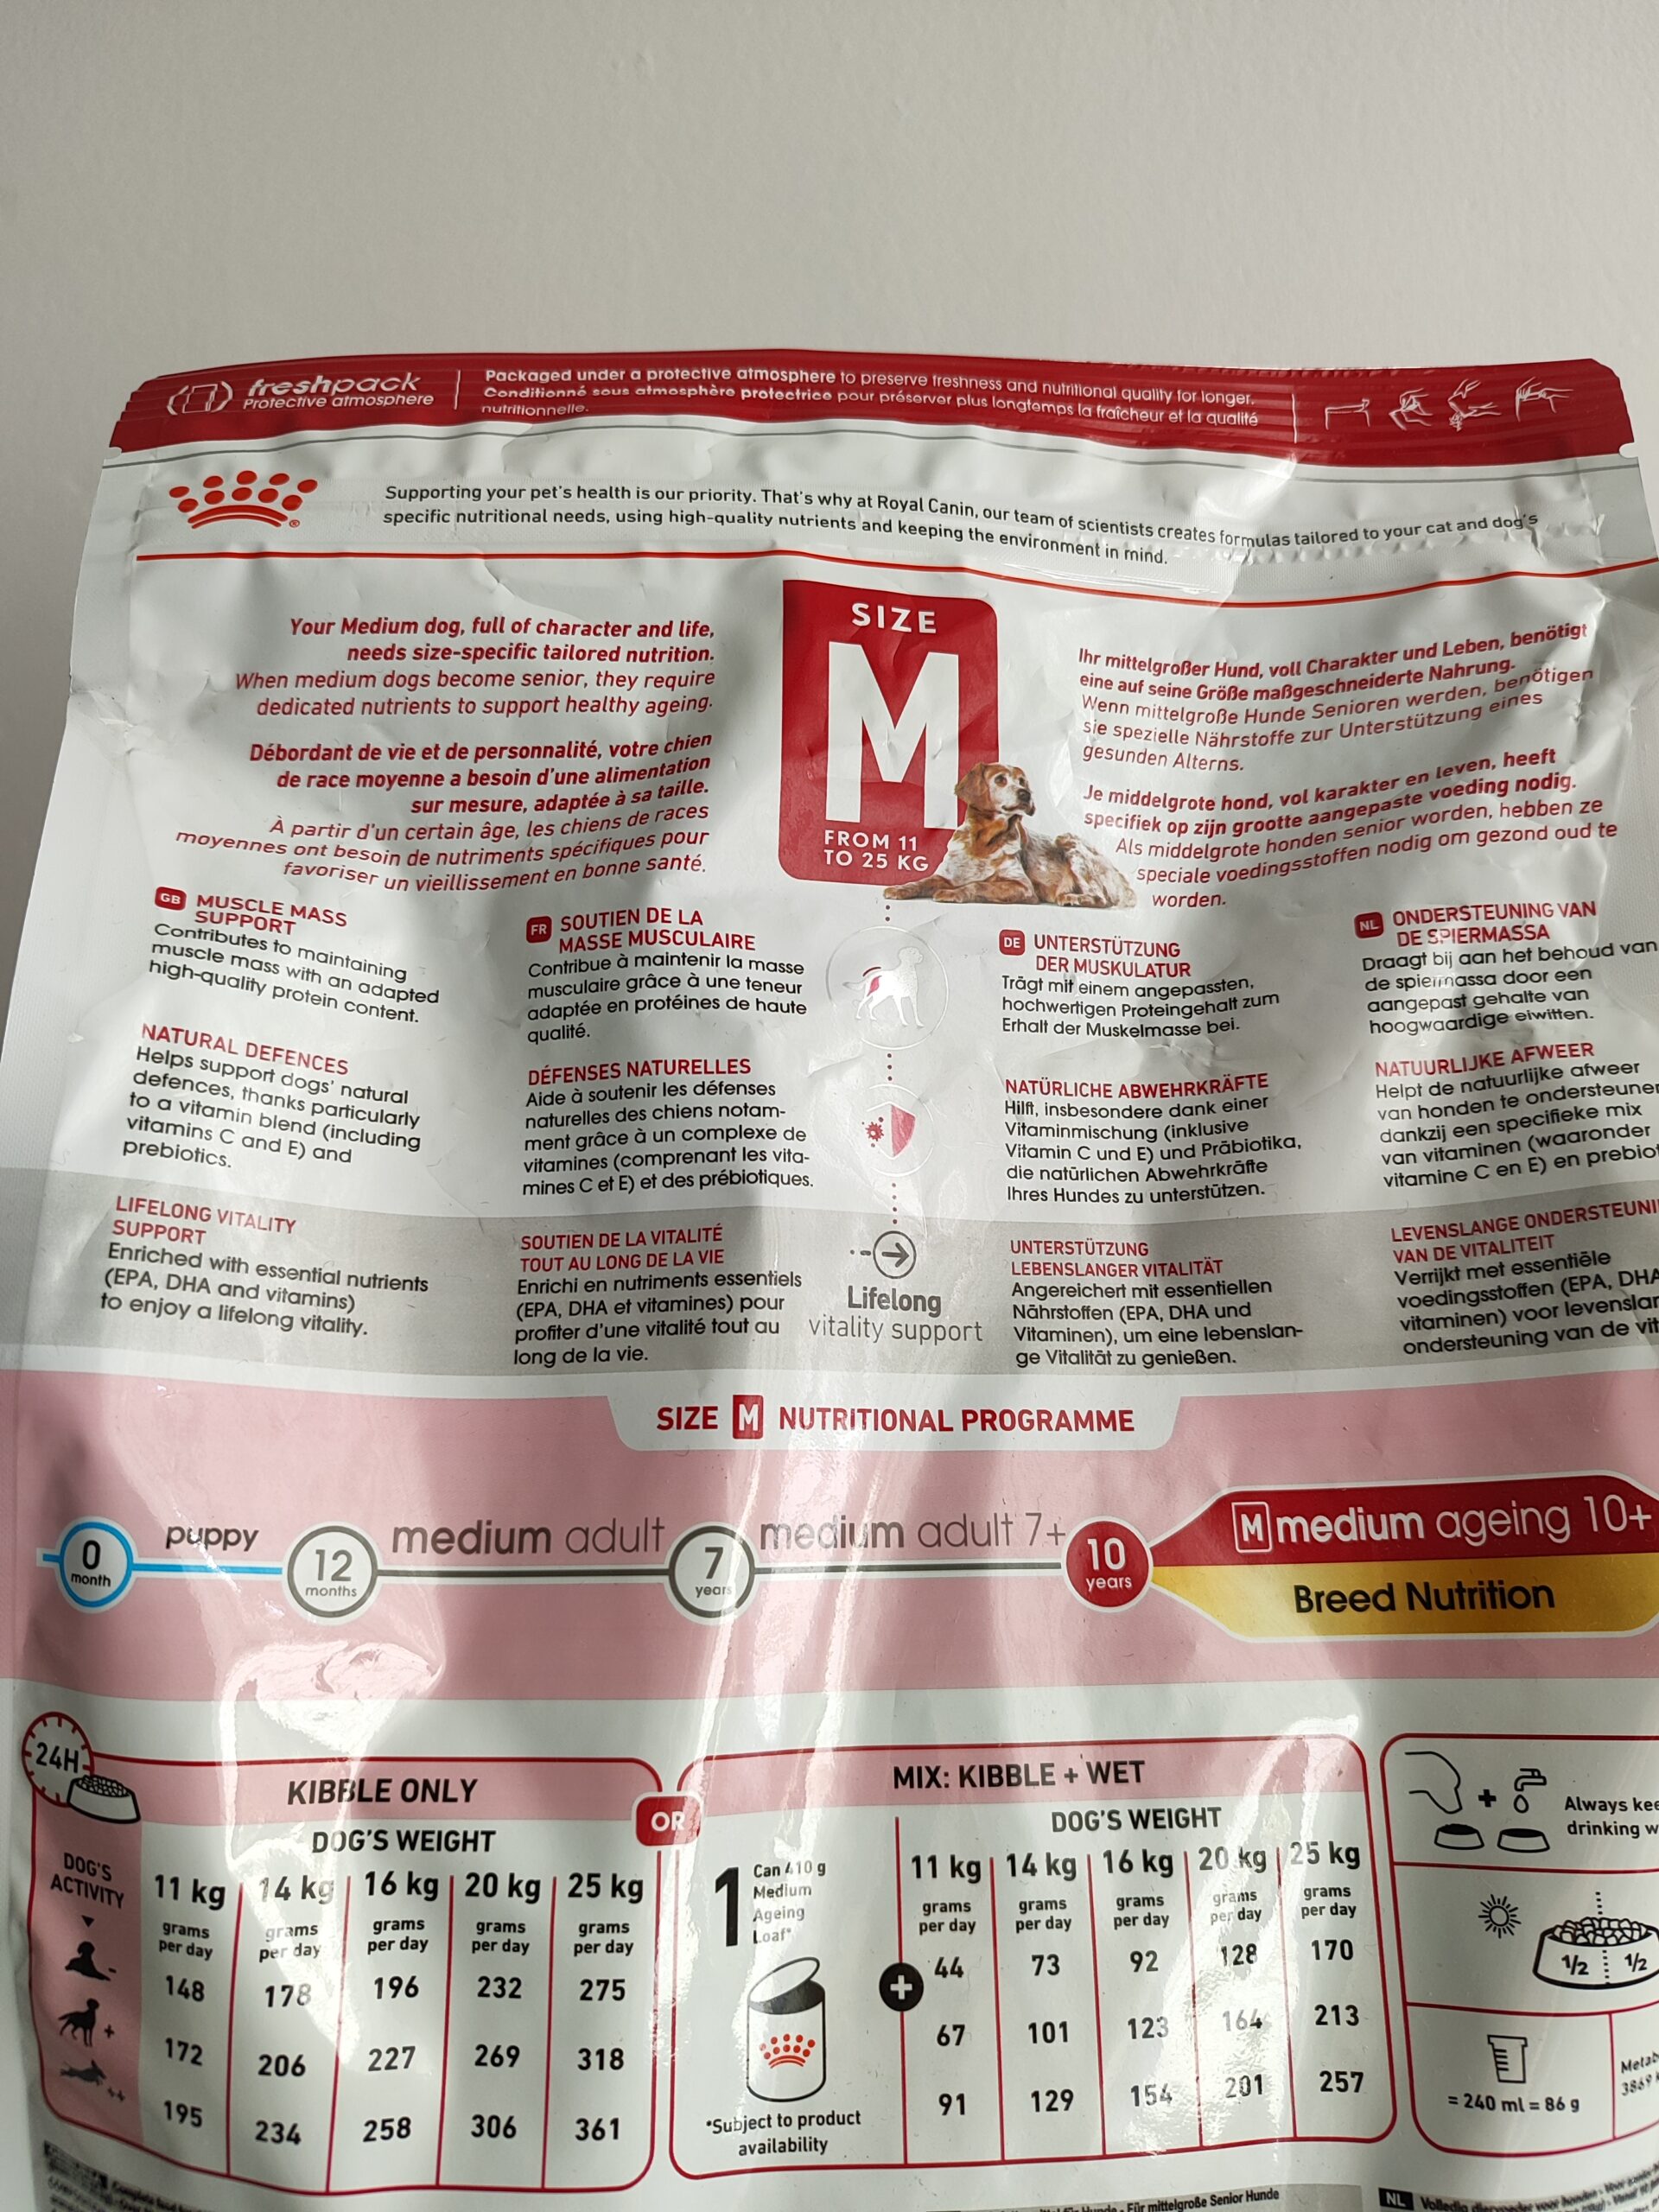 freshpack
Protective atmosphere
Packaged under a protective atmosphere to preserve freshness and nutritional quality for longer.
Conditionné sous atmosphère protectrice pour préserver plus longtemps la fraîcheur et la qualité
nutritionnelle.
Supporting your pet's health is our priority. That's why at Royal Canin, our team of scientists creates formulas tailored to your cat and dog's
specific nutritional needs, using high-quality nutrients and keeping the environment in mind.
Your Medium dog, full of character and life,
needs size-specific tailored nutrition.
When medium dogs become senior, they require
dedicated nutrients to support healthy ageing.
Débordant de vie et de personnalité, votre chien
de race moyenne a besoin d'une alimentation
sur mesure, adaptée à sa taille.
À partir d'un certain âge, les chiens de races
moyennes ont besoin de nutriments spécifiques pour
favoriser un vieillissement en bonne santé.
SIZE
M
FROM 11
TO 25 KG
Ihr mittelgroßer Hund, voll Charakter und Leben, benötigt
eine auf seine Größe maßgeschneiderte Nahrung.
Wenn mittelgroße Hunde Senioren werden, benötigen
sie spezielle Nährstoffe zur Unterstützung eines
gesunden Alterns.
Je middelgrote hond, vol karakter en leven, heeft
specifiek op zijn grootte aangepaste voeding nodig.
Als middelgrote honden senior worden, hebben ze
speciale voedingsstoffen nodig om gezond oud te
worden.
GB MUSCLE MASS
SUPPORT
Contributes to maintaining
muscle mass with an adapted
high-quality protein content.
NATURAL DEFENCES
Helps support dogs' natural
defences, thanks particularly
to a vitamin blend (including
vitamins C and E) and
prebiotics.
LIFELONG VITALITY
SUPPORT
Enriched with essential nutrients
(EPA, DHA and vitamins)
to enjoy a lifelong vitality.
FR SOUTIEN DE LA
MASSE MUSCULAIRE
Contribue à maintenir la masse
musculaire grâce à une teneur
adaptée en protéines de haute
qualité.
DÉFENSES NATURELLES
Aide à soutenir les défenses
naturelles des chiens notam-
ment grâce à un complexe de
vitamines (comprenant les vita-
mines C et E) et des prébiotiques.
SOUTIEN DE LA VITALITÉ
TOUT AU LONG DE LA VIE
Enrichi en nutriments essentiels
(EPA, DHA et vitamines) pour
profiter d'une vitalité tout au
long de la vie.
Lifelong
vitality support
DE UNTERSTÜTZUNG
DER MUSKULATUR
Trägt mit einem angepassten,
hochwertigen Proteingehalt zum
Erhalt der Muskelmasse bei.
NATÜRLICHE ABWEHRKRÄFTE
Hilft, insbesondere dank einer
Vitaminmischung (inklusive
Vitamin C und E) und Präbiotika,
die natürlichen Abwehrkräfte
Ihres Hundes zu unterstützen.
UNTERSTÜTZUNG
LEBENSLANGER VITALITÄT
Angereichert mit essentiellen
Nährstoffen (EPA, DHA und
Vitaminen), um eine lebenslan-
ge Vitalität zu genießen.
NL ONDERSTEUNING VAN
DE SPIERMASSA
Draagt bij aan het behoud van
de spiermassa door een
aangepast gehalte van
hoogwaardige eiwitten.
NATUURLIJKE AFWEER
Helpt de natuurlijke afweer
van honden te ondersteunen
dankzij een specifieke mix
van vitaminen (waaronder
vitamine C en E) en prebiot
LEVENSLANGE ONDERSTEUNI
VAN DE VITALITEIT
Verrijkt met essentiële
voedingsstoffen (EPA, DHA
vitaminen) voor levenslan
ondersteuning van de vit
SIZE M NUTRITIONAL PROGRAMME
0
month
puppy
12
months
medium adult
7
years
medium adult 7+
10
years
M medium ageing 10+
Breed Nutrition
24H
KIBBLE ONLY
DOG'S WEIGHT
DOG'S
ACTIVITY
11 kg 14 kg 16 kg 20 kg 25 kg
grams grams grams grams grams
per day per day per day per day per day
148 178 196 232 275
172 206 227 269 318
195 234 258 306 361
OR
MIX: KIBBLE + WET
DOG'S WEIGHT
1 Can 410 g
Medium
Ageing
Loaf*
*Subject to product
availability
11 kg 14 kg 16 kg 20 kg 25 kg
grams grams grams grams grams
per day per day per day per day per day
44 73 92 128 170
67 101 123 164 213
91 129 154 201 257
Always kee
drinking w
1/2 1/2
= 240 ml = 86 g
Metab
3869
Für mittelgroße Senior Hunde
NL Volledig diervoeder voor honden